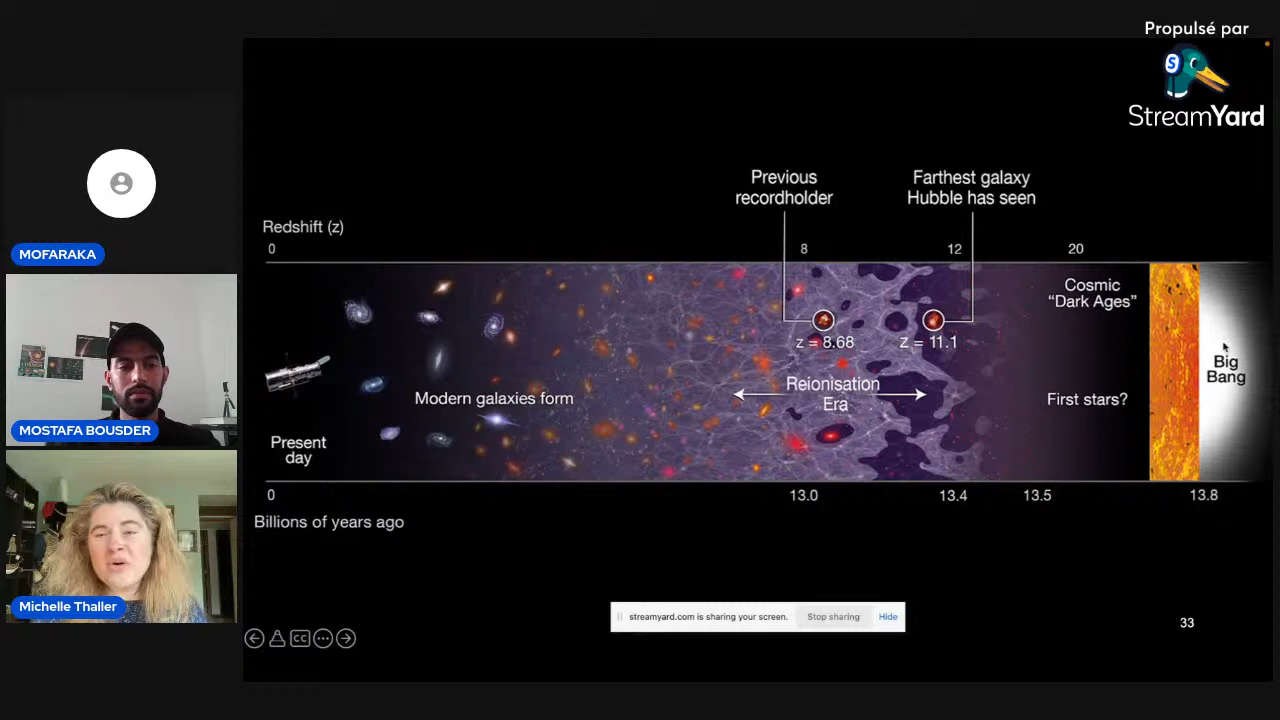 Propulsé par
StreamYard
MOFARAKA
MOSTAFA BOUSDER
Michelle Thaller
Previous
recordholder
Farthest galaxy
Hubble has seen
Redshift (z)
0
8
12
20
Cosmic
"Dark Ages"
z = 8.68
z = 11.1
Big
Bang
Reionisation
Era
Modern galaxies form
First stars?
Present
day
0
13.0
13.4
13.5
13.8
Billions of years ago
streamyard.com is sharing your screen.
Stop sharing
Hide
33
CC